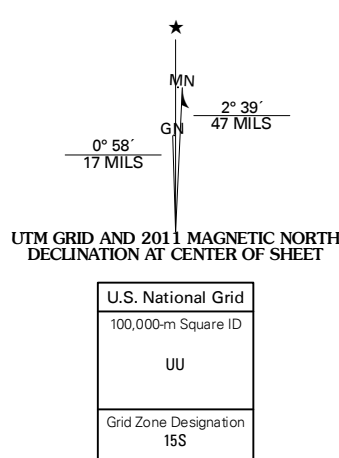 MN
2° 39´
47 MILS
GN
0° 58´
17 MILS
UTM GRID AND 2011 MAGNETIC NORTH
DECLINATION AT CENTER OF SHEET
U.S. National Grid
100,000-m Square ID
UU
Grid Zone Designation
15S